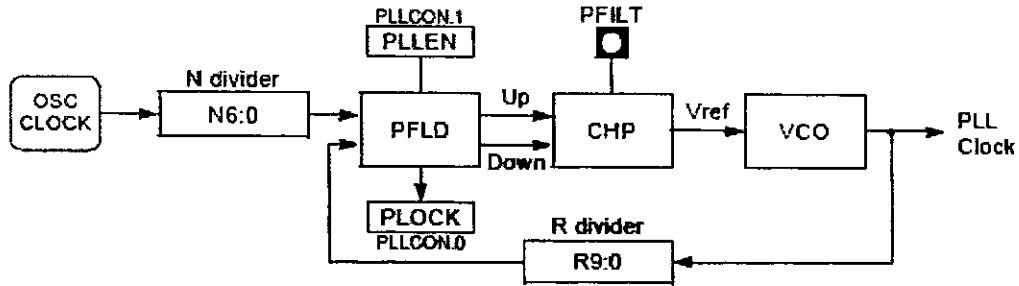 PLLCON.1
PLLEN
PFILT
N divider
OSC
CLOCK
N6:0
PFLD
Up
Down
CHP
Vref
VCO
PLL
Clock
PLOCK
PLLCON.0
R divider
R9:0